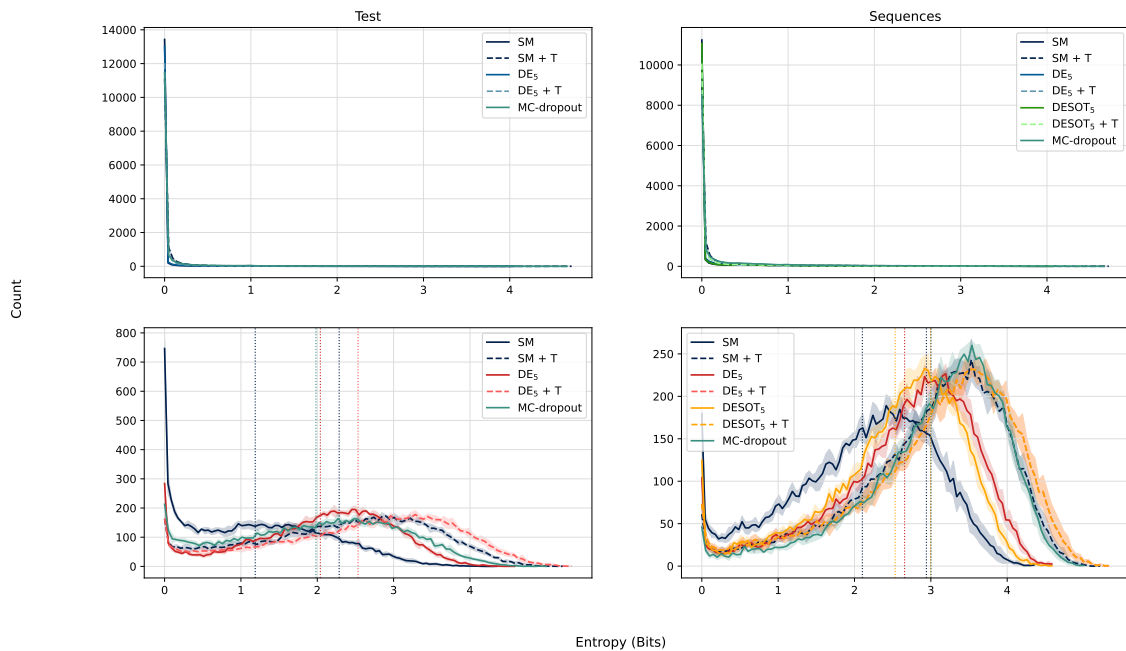 Test
Sequences
14000
12000
10000
8000
6000
4000
2000
0
0
1
2
3
4
SM
SM + T
DE₅
DE₅ + T
MC-dropout
10000
8000
6000
4000
2000
0
0
1
2
3
4
SM
SM + T
DE₅
DE₅ + T
DESOT₅
DESOT₅ + T
MC-dropout
Count
800
700
600
500
400
300
200
100
0
0
1
2
3
4
SM
SM + T
DE₅
DE₅ + T
MC-dropout
250
200
150
100
50
0
0
1
2
3
4
SM
SM + T
DE₅
DE₅ + T
DESOT₅
DESOT₅ + T
MC-dropout
Entropy (Bits)